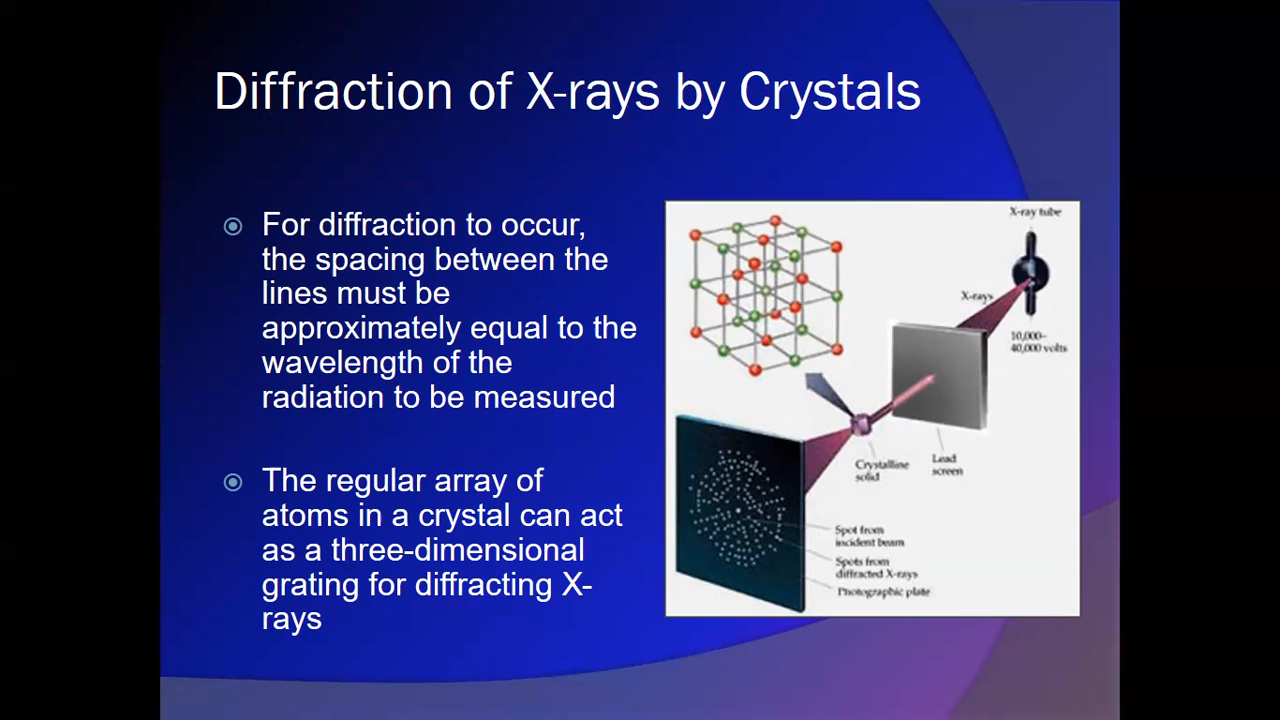 Diffraction of X-rays by Crystals
For diffraction to occur,
the spacing between the
lines must be
approximately equal to the
wavelength of the
radiation to be measured
The regular array of
atoms in a crystal can act
as a three-dimensional
grating for diffracting X-
rays
X-ray tube
X-rays
10,000–
40,000 volts
Crystalline
solid
Lead
screen
Spot from
incident beam
Spots from
diffracted X-rays
Photographic plate